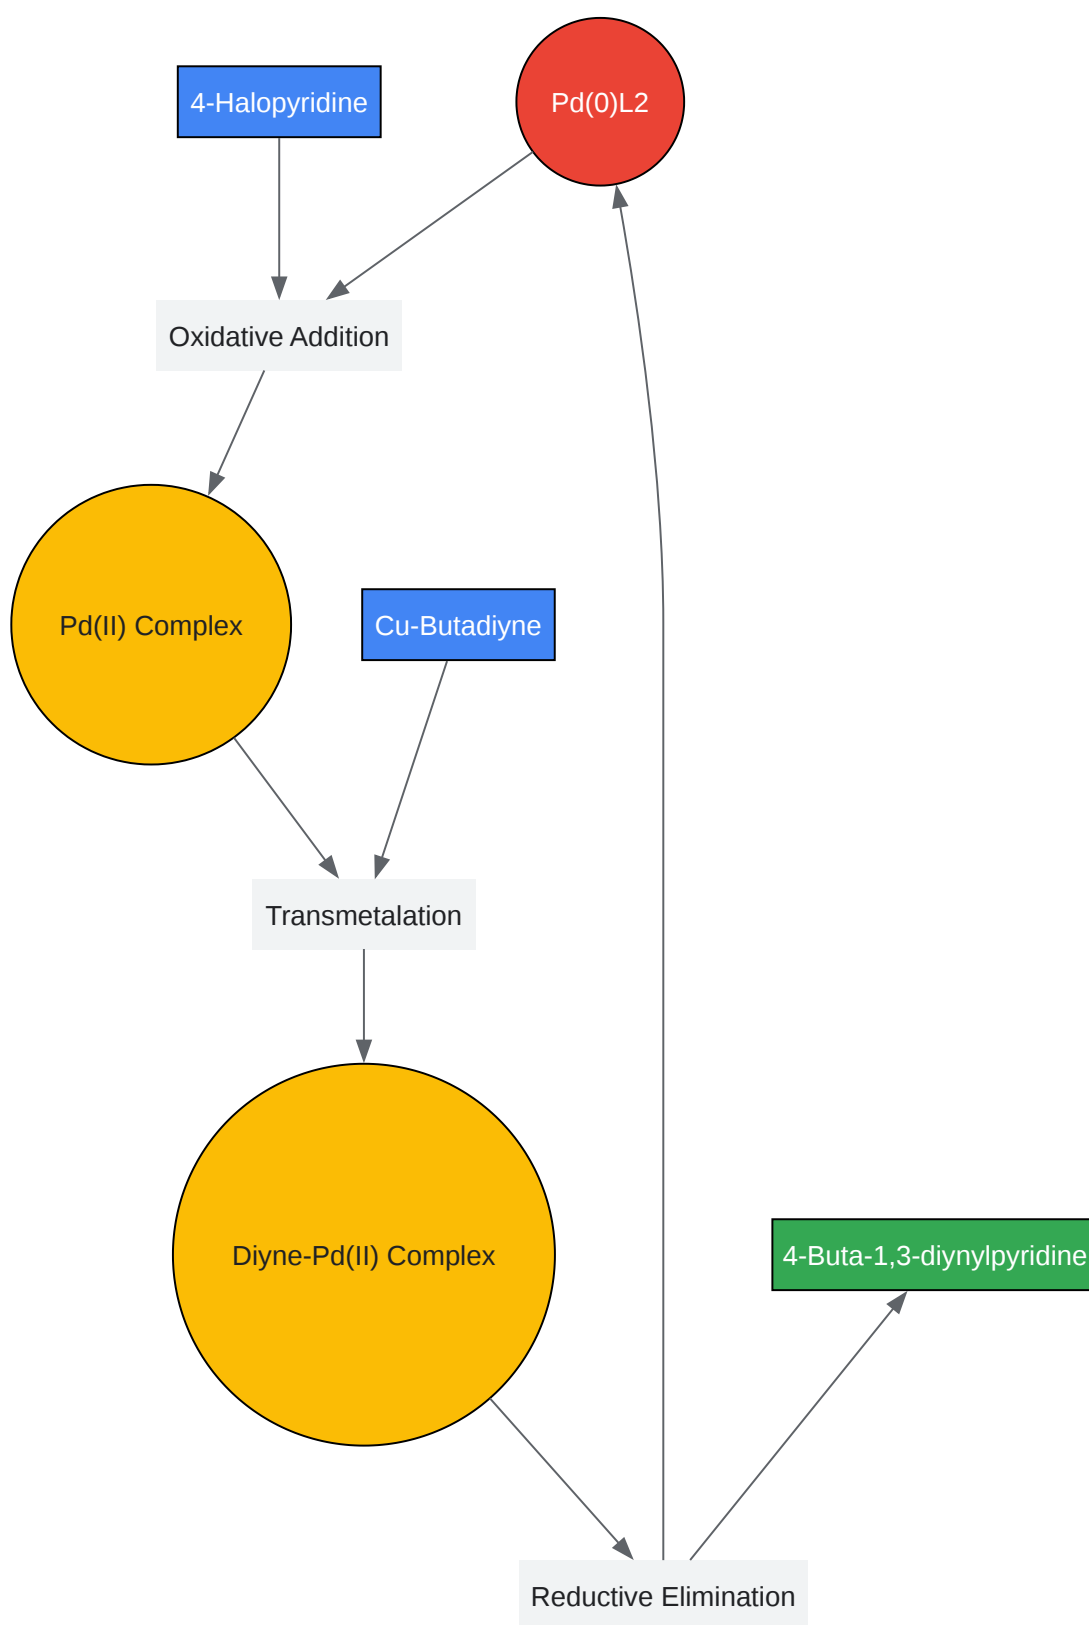 4-Halopyridine
Pd(0)L2
Oxidative Addition
Pd(II) Complex
Cu-Butadiyne
Transmetalation
Diyne-Pd(II) Complex
4-Buta-1,3-diynylpyridine
Reductive Elimination